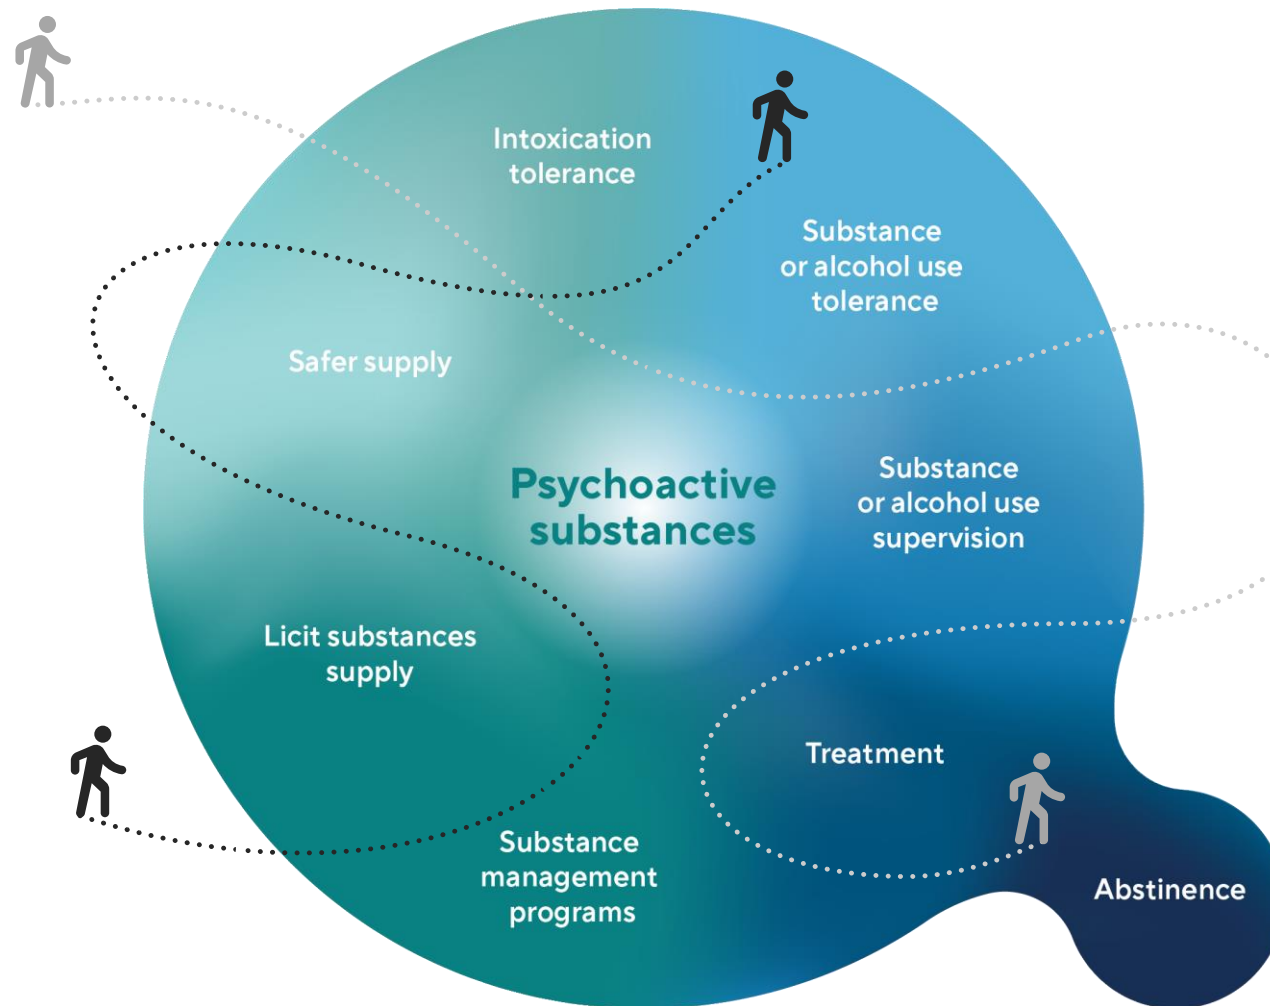 Intoxication
tolerance
Substance
or alcohol use
tolerance
Safer supply
Psychoactive
substances
Substance
or alcohol use
supervision
Licit substances
supply
Treatment
Substance
management
programs
Abstinence